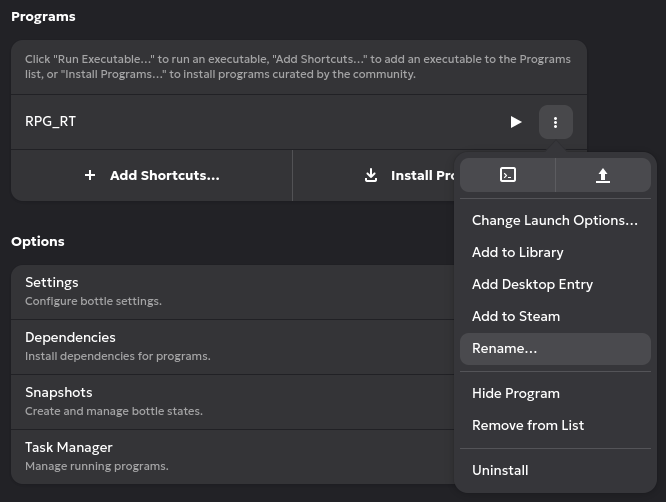 Programs
Click "Run Executable..." to run an executable, "Add Shortcuts..." to add an executable to the Programs
list, or "Install Programs..." to install programs curated by the community.
RPG_RT
Add Shortcuts...
Install Pro
Change Launch Options...
Add to Library
Add Desktop Entry
Add to Steam
Rename...
Hide Program
Remove from List
Uninstall
Options
Settings
Configure bottle settings.
Dependencies
Install dependencies for programs.
Snapshots
Create and manage bottle states.
Task Manager
Manage running programs.